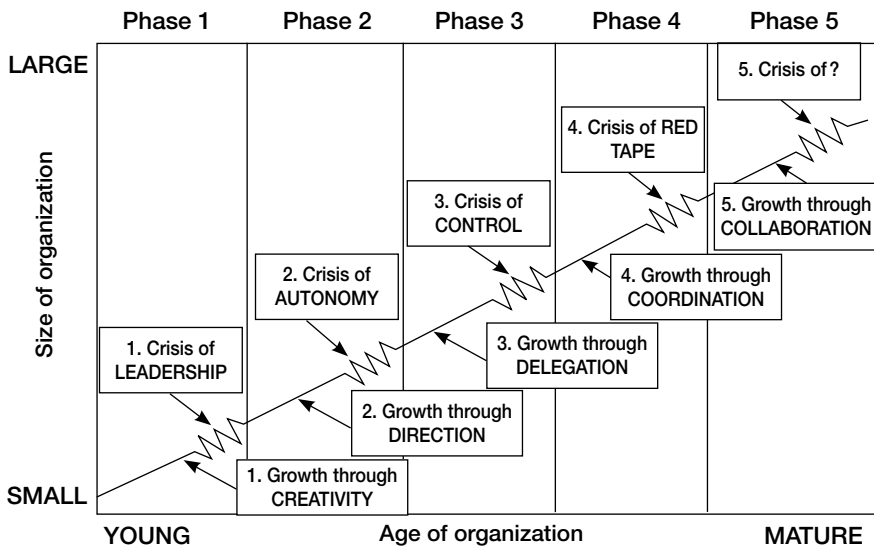 Phase 1
Phase 2
Phase 3
Phase 4
Phase 5
LARGE
5. Crisis of ?
4. Crisis of RED
TAPE
3. Crisis of
CONTROL
5. Growth through
COLLABORATION
2. Crisis of
AUTONOMY
4. Growth through
COORDINATION
Size of organization
1. Crisis of
LEADERSHIP
3. Growth through
DELEGATION
2. Growth through
DIRECTION
1. Growth through
CREATIVITY
SMALL
YOUNG
Age of organization
MATURE